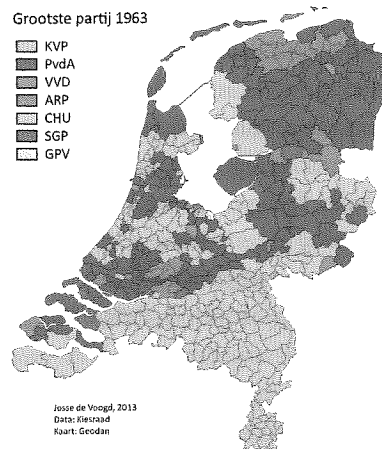 Grootste partij 1963
KVP
PvdA
VVD
ARP
CHU
SGP
GPV
Josse de Voogd, 2013
Data: Kiesraad
Kaart: Geodan